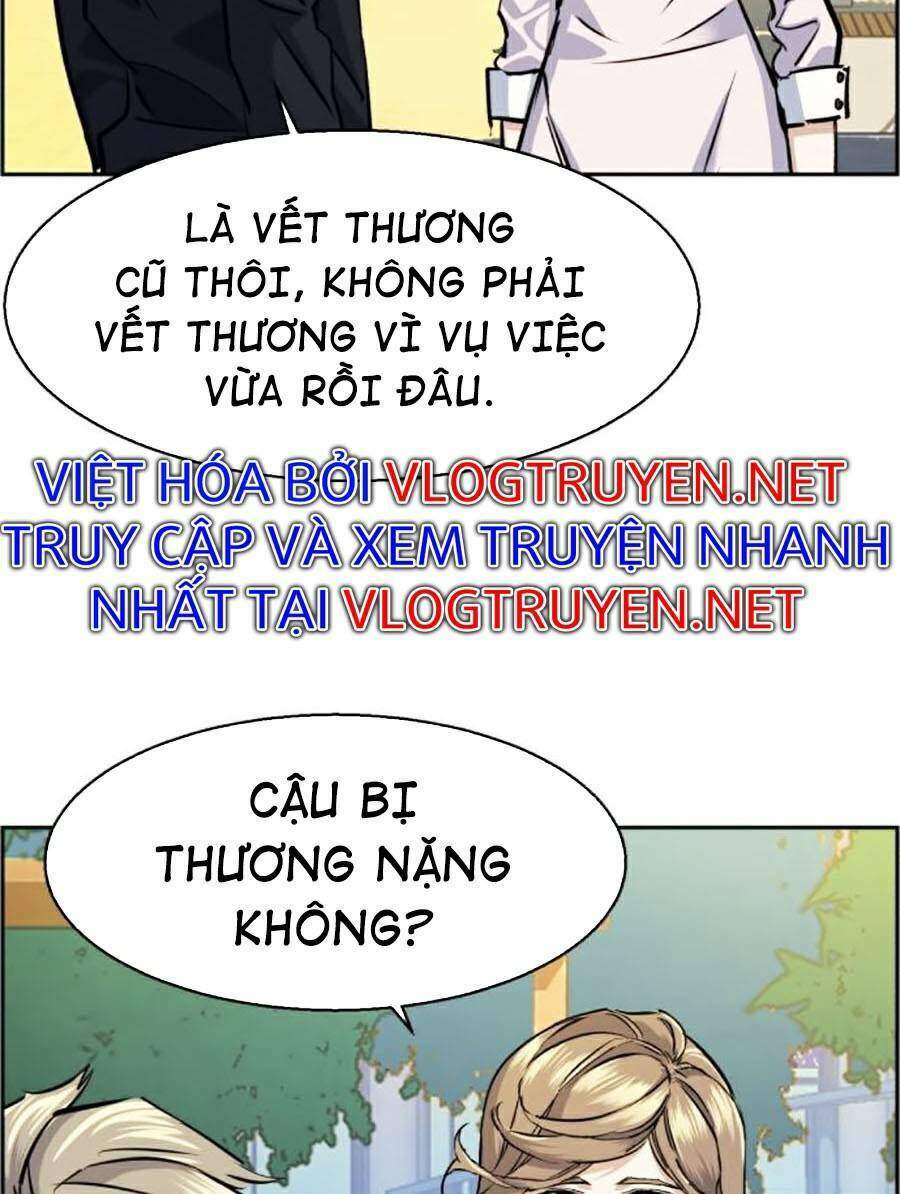 LÀ VẾT THƯƠNG
CŨ THÔI, KHÔNG PHẢI
VẾT THƯƠNG VÌ VỤ VIỆC
VỪA RỒI ĐÂU.
VIỆT HÓA BỞI VLOGTRUYEN.NET
TRUY CẬP VÀ XEM TRUYỆN NHANH
NHẤT TẠI VLOGTRUYEN.NET
CẬU BỊ
THƯƠNG NẶNG
KHÔNG?